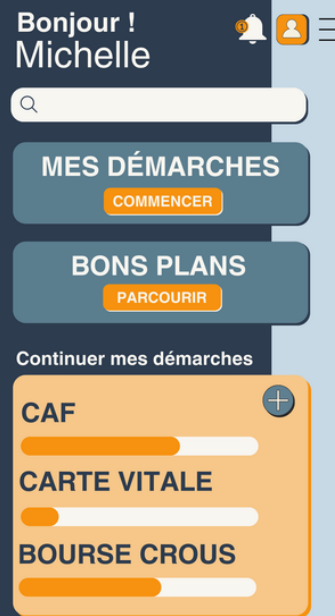 Bonjour !
Michelle
MES DÉMARCHES
COMMENCER
BONS PLANS
PARCOURIR
Continuer mes démarches
CAF
CARTE VITALE
BOURSE CROUS